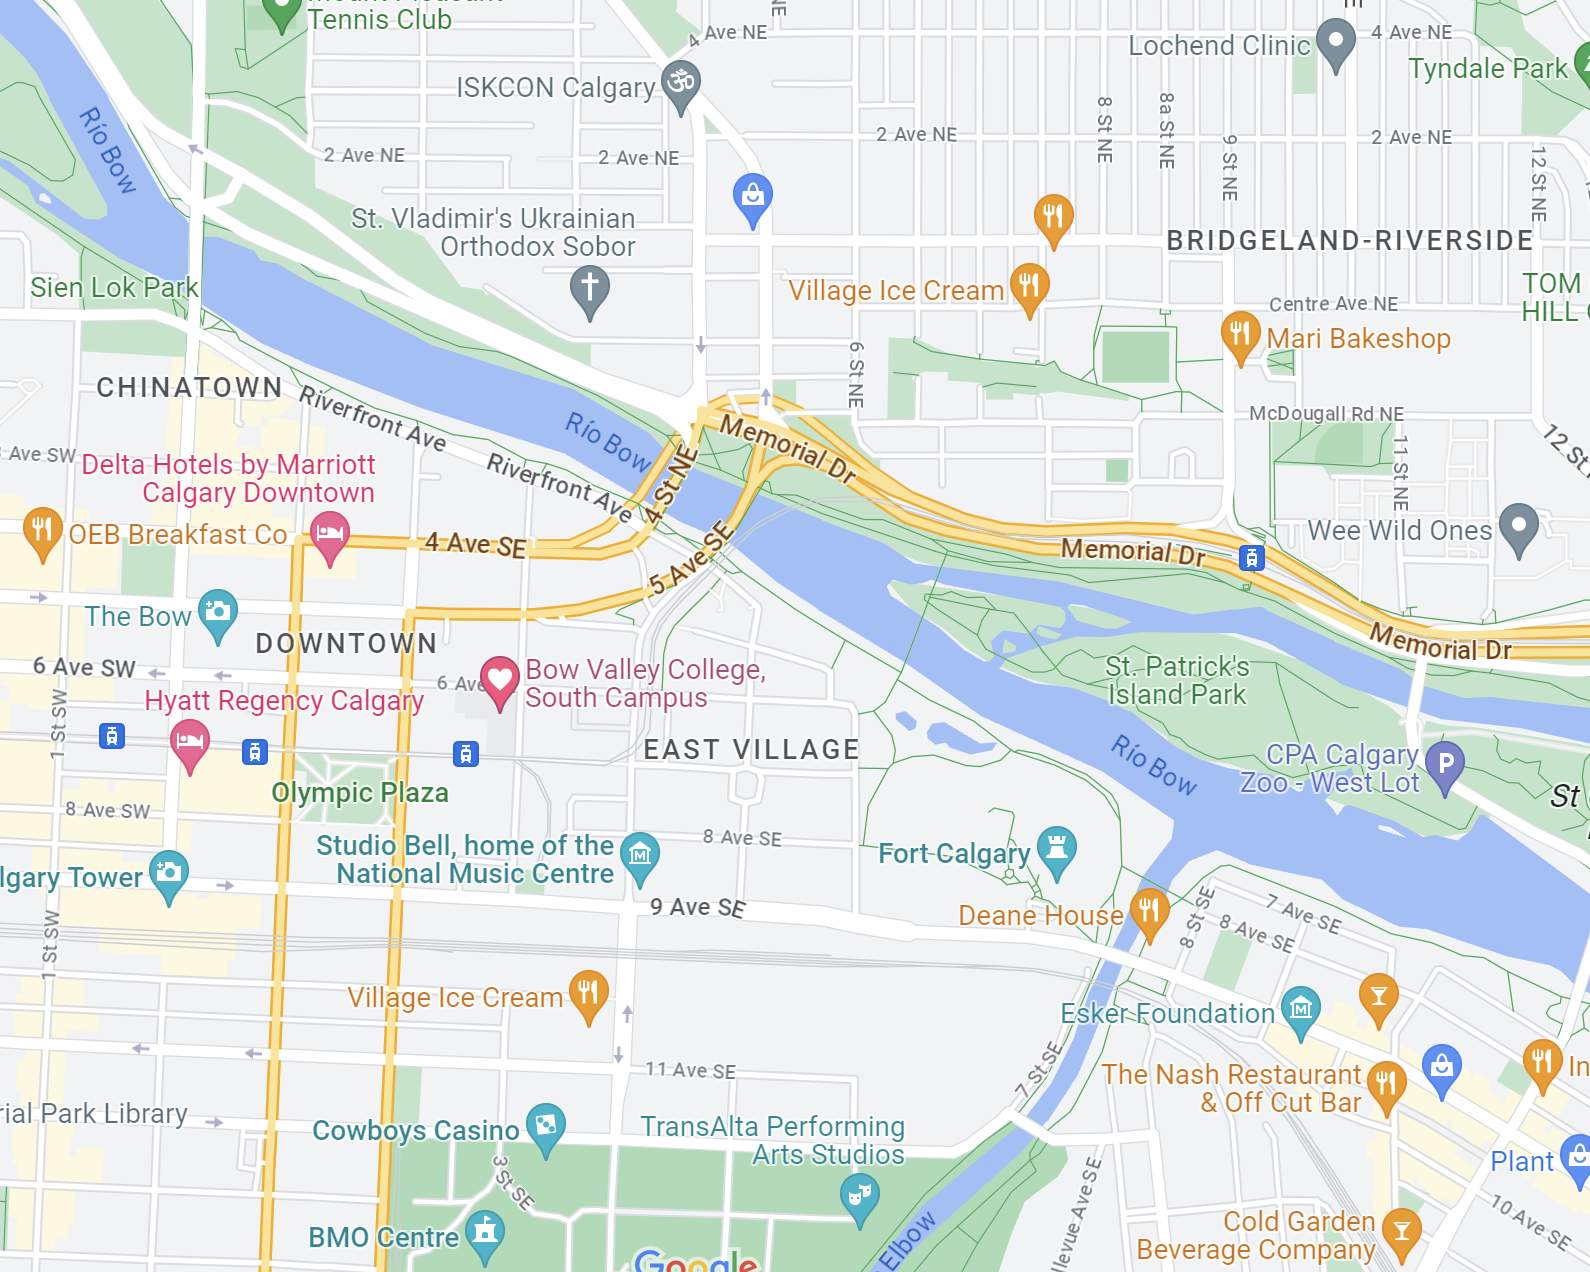 Tennis Club
4 Ave NE
NE
4 Ave NE
Lochend Clinic
Tyndale Park
ISKCON Calgary
Río Bow
2 Ave NE
2 Ave NE
2 Ave NE
8 St NE
8a St NE
9 St NE
2 Ave NE
12 St NE
St. Vladimir's Ukrainian
Orthodox Sobor
BRIDGELAND-RIVERSIDE
Sien Lok Park
Village Ice Cream
Centre Ave NE
TOM
HILL
Mari Bakeshop
6 St NE
CHINATOWN
Riverfront Ave
McDougall Rd NE
Río Bow
Memorial Dr
12 St
11 St NE
Ave SW
Delta Hotels by Marriott
Calgary Downtown
Riverfront Ave
4 St NE
OEB Breakfast Co
4 Ave SE
5 Ave SE
Wee Wild Ones
Memorial Dr
The Bow
DOWNTOWN
Memorial Dr
6 Ave SW
6 Ave
Bow Valley College,
South Campus
St. Patrick's
Island Park
Hyatt Regency Calgary
1 St SW
EAST VILLAGE
Río Bow
CPA Calgary
Zoo - West Lot
P
St
Olympic Plaza
8 Ave SW
8 Ave SE
Studio Bell, home of the
National Music Centre
Fort Calgary
lgary Tower
9 Ave SE
Deane House
8 St SE
7 Ave SE
8 Ave SE
1 St SW
Village Ice Cream
Esker Foundation
11 Ave SE
7 St SE
The Nash Restaurant
& Off Cut Bar
In
rial Park Library
Cowboys Casino
TransAlta Performing
Arts Studios
Plant
3 St SE
BMO Centre
Elbow
llevue Ave SE
Cold Garden
Beverage Company
10 Ave SE
Google